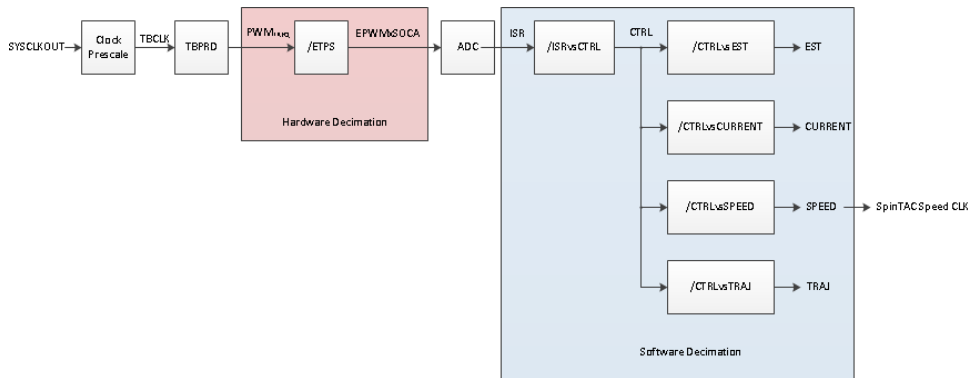 SYSCLKOUT
Clock
Prescale
TBCLK
TBPRD
/ETPS
EPWMxSOCA
Hardware Decimation
ADC
ISR
/ISRvsCTRL
CTRL
/CTRLvsEST
EST
/CTRLvsCURRENT
CURRENT
/CTRLvsSPEED
SPEED
SpinTAC Speed CLK
/CTRLvsTRAJ
TRAJ
Software Decimation